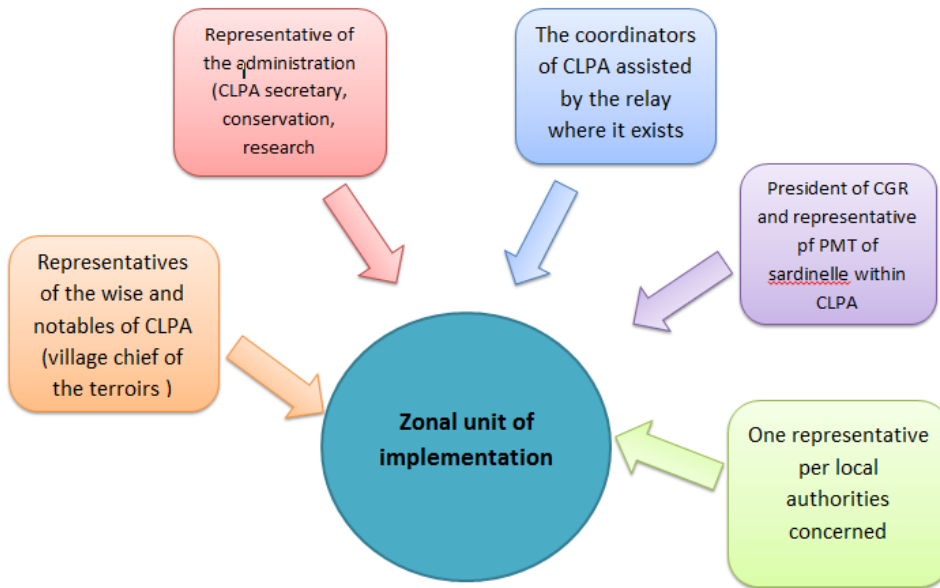 Representative of
the administration
(CLPA secretary,
conservation,
research
The coordinators
of CLPA assisted
by the relay
where it exists
President of CGR
and representative
pf PMT of
sardinelle within
CLPA
Representatives
of the wise and
notables of CLPA
(village chief of
the terroirs )
Zonal unit of
implementation
One representative
per local
authorities
concerned